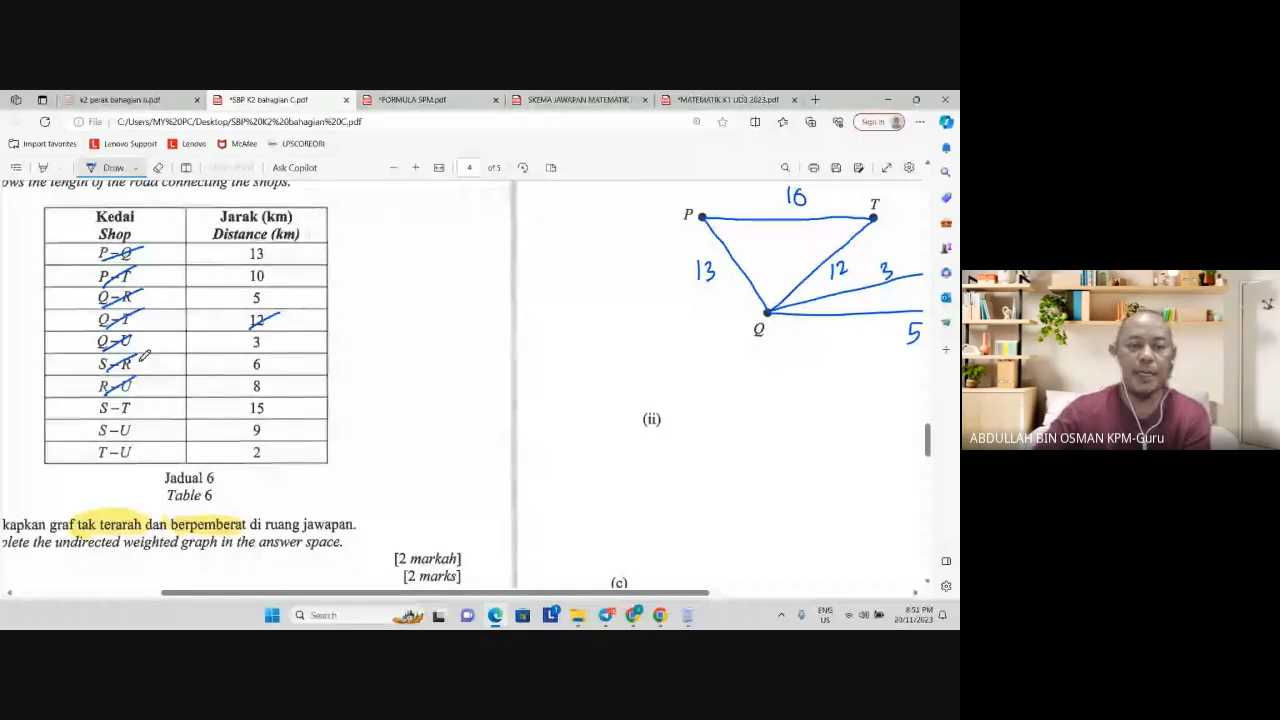 k2 perak bahagian b.pdf
*SBP K2 bahagian C.pdf
*FORMULA SPM.pdf
SKEMA JAWAPAN MATEMATIK
*MATEMATIK K1 UD3 2023.pdf
File
C:/Users/MY%20PC/Desktop/SBP%20K2%20bahagian%20C.pdf
Sign in
Import favorites
Lenovo Support
Lenovo
McAfee
LPSCOREORI
Draw
Ask Copilot
4
of 5
ows the length of the road connecting the shops.
Kedai Jarak (km)
Shop Distance (km)
P – Q 13
P – T 10
Q – R 5
Q – T 12
Q – U 3
S – R 6
R – U 8
S – T 15
S – U 9
T – U 2
Jadual 6
Table 6
kapkan graf tak terarah dan berpemberat di ruang jawapan.
plete the undirected weighted graph in the answer space.
[2 markah]
[2 marks]
10
P
T
13
12
3
Q
5
(ii)
(c)
Search
ENG
US
8:51 PM
20/11/2023
ABDULLAH BIN OSMAN KPM-Guru